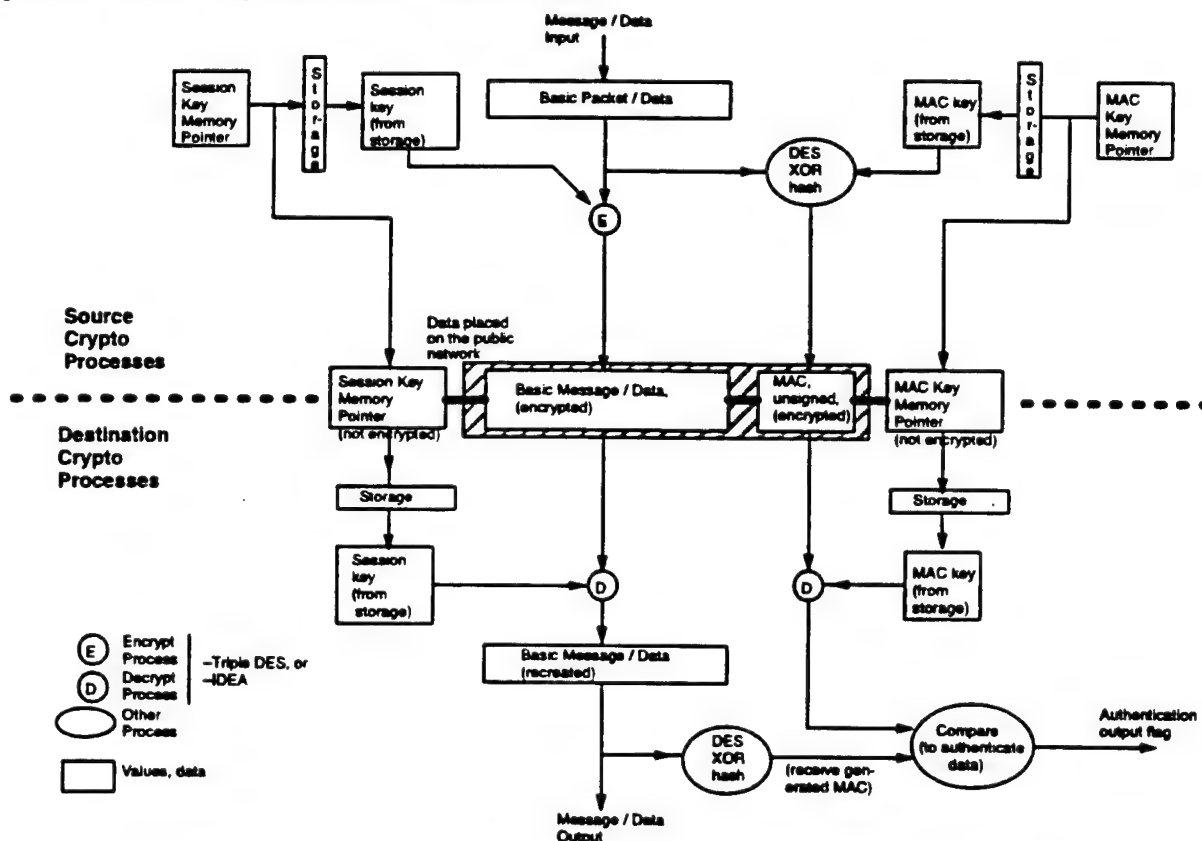 Message / Data
Input
Session
Key
Memory
Pointer
Stor-age
Session
key
(from
storage)
Basic Packet / Data
MAC key
(from
storage)
Stor-age
MAC
Key
Memory
Pointer
DES
XOR
hash
E
Source
Crypto
Processes
Data placed
on the public
network
Session Key
Memory
Pointer
(not encrypted)
Basic Message / Data,
(encrypted)
MAC,
unsigned,
(encrypted)
MAC Key
Memory
Pointer
(not encrypted)
Destination
Crypto
Processes
Storage
Storage
Session
key
(from
storage)
D
D
MAC key
(from
storage)
E
Encrypt
Process
D
Decrypt
Process
–Triple DES, or
–IDEA
Other
Process
Values, data
Basic Message / Data
(recreated)
DES
XOR
hash
(receive gen-
erated MAC)
Compare
(to authenticate
data)
Authentication
output flag
Message / Data
Output